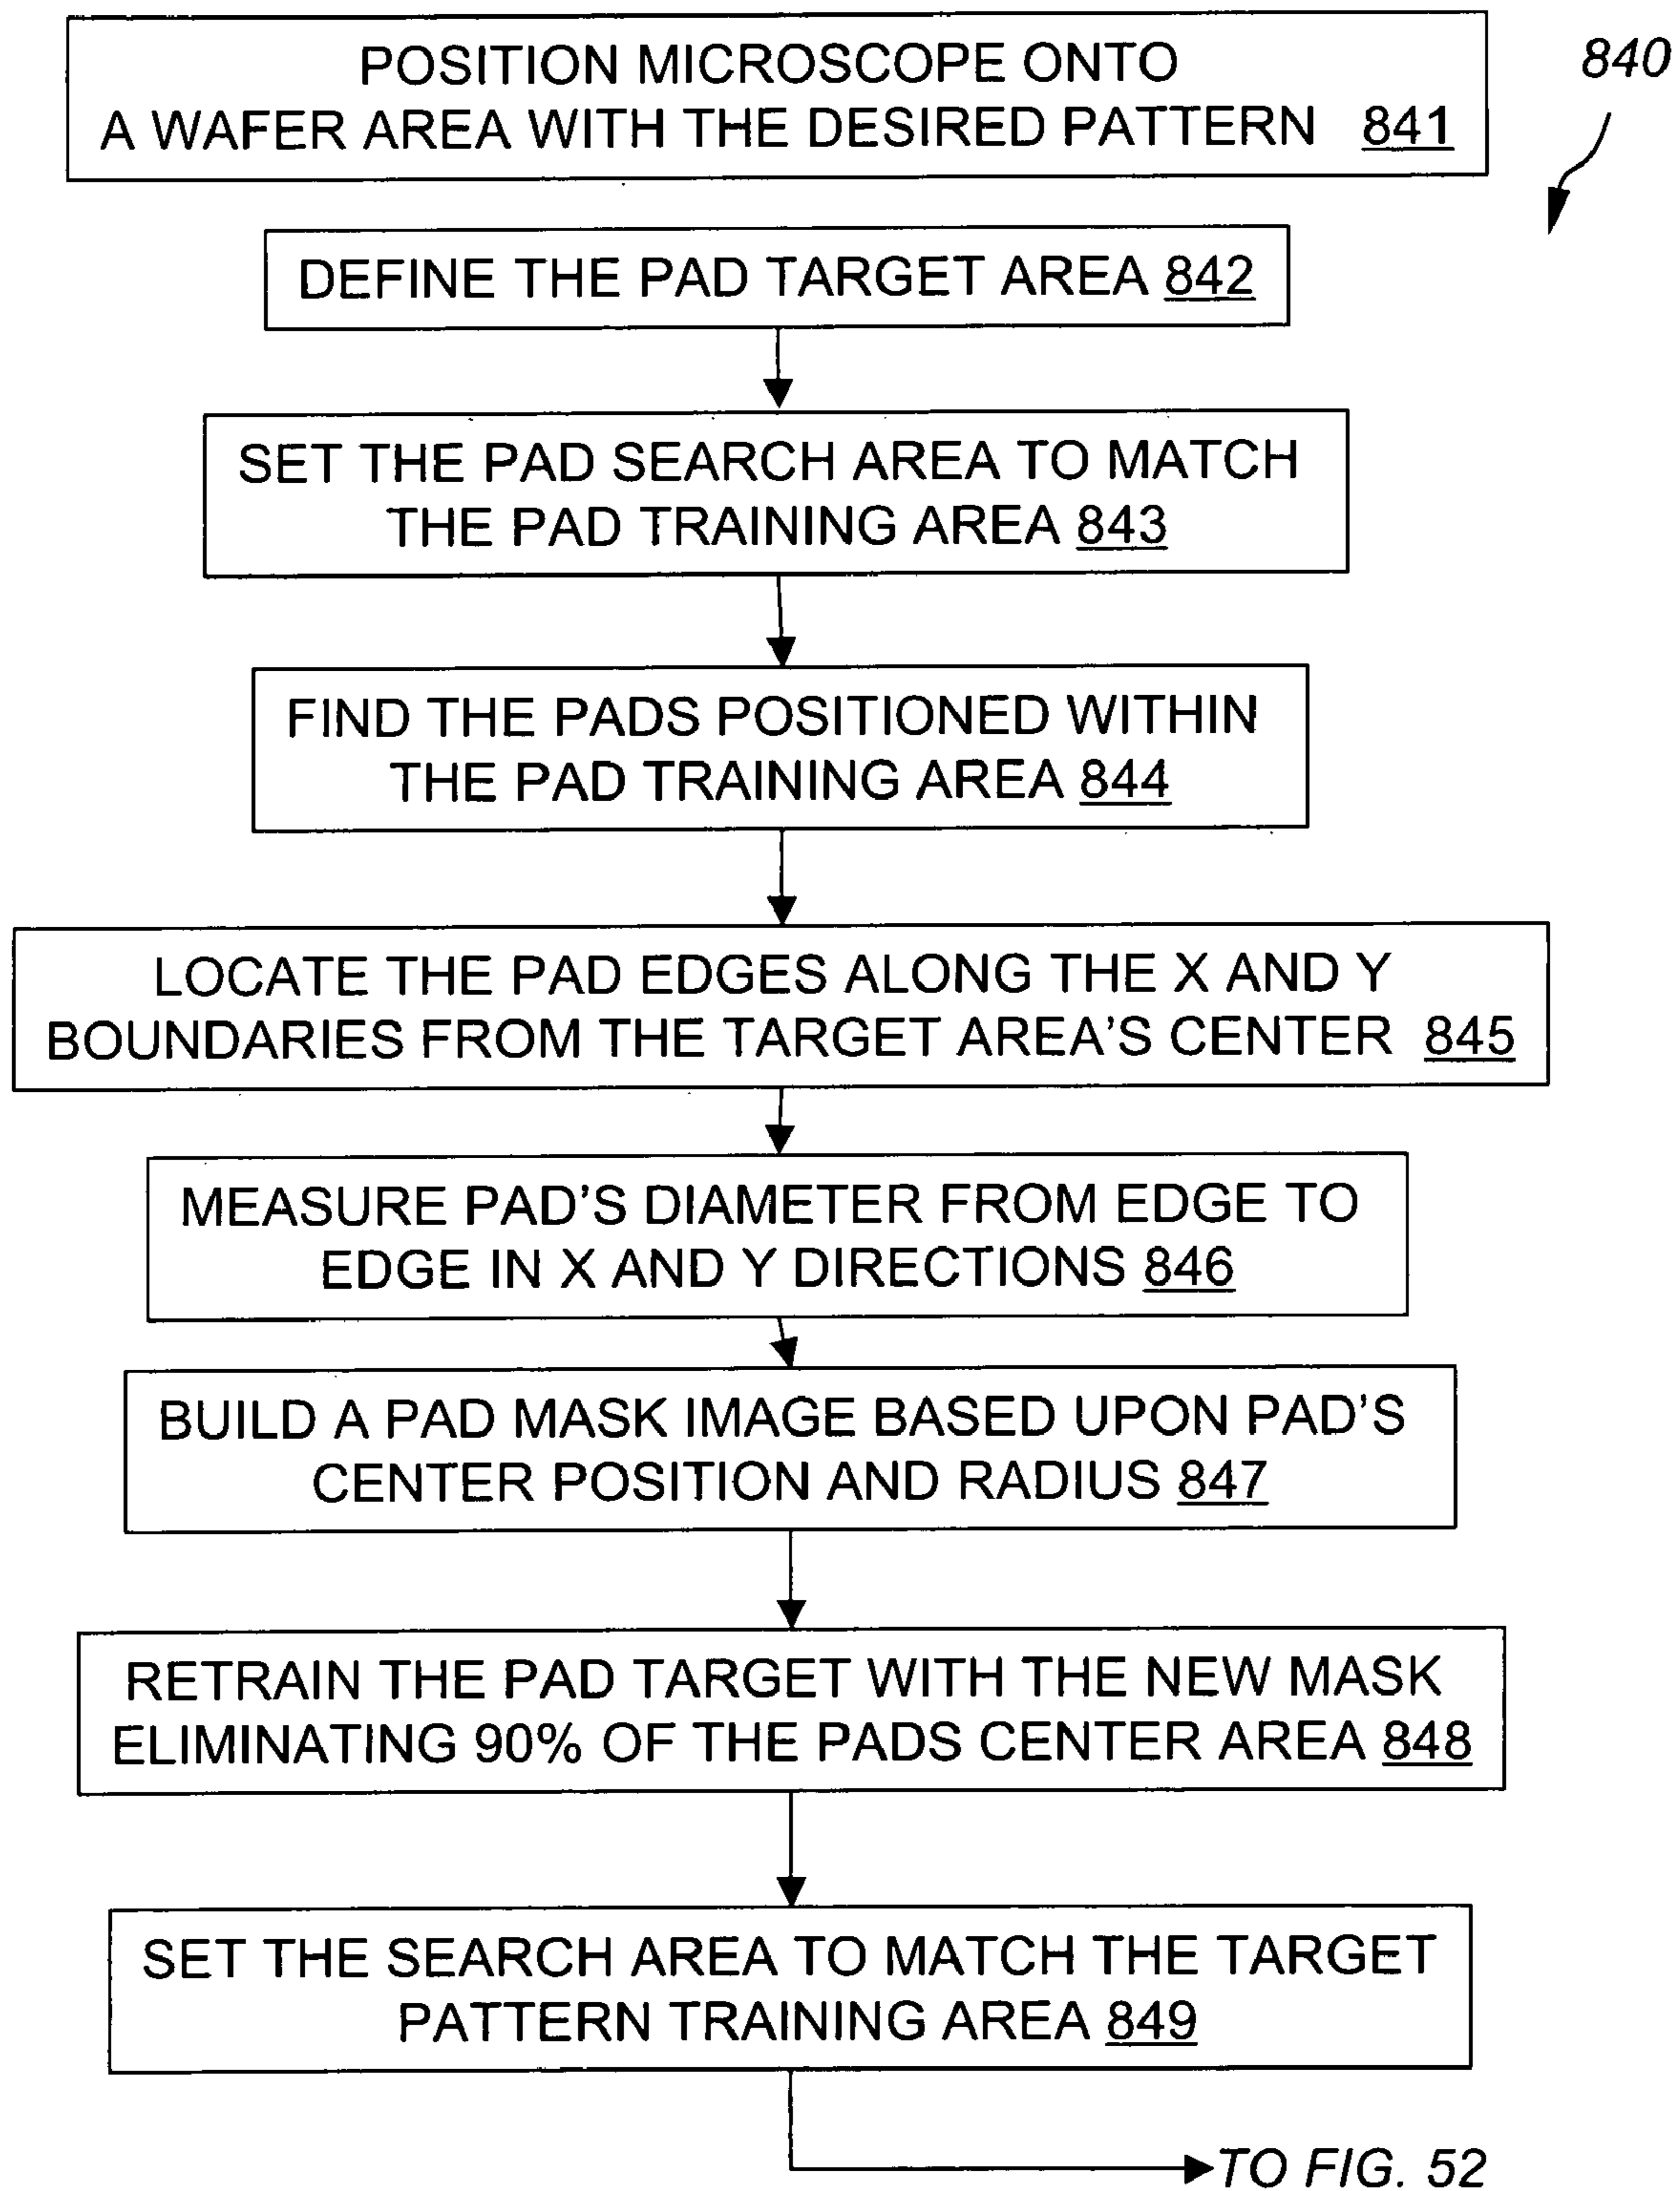 POSITION MICROSCOPE ONTO
A WAFER AREA WITH THE DESIRED PATTERN 841
840
DEFINE THE PAD TARGET AREA 842
SET THE PAD SEARCH AREA TO MATCH
THE PAD TRAINING AREA 843
FIND THE PADS POSITIONED WITHIN
THE PAD TRAINING AREA 844
LOCATE THE PAD EDGES ALONG THE X AND Y
BOUNDARIES FROM THE TARGET AREA'S CENTER 845
MEASURE PAD'S DIAMETER FROM EDGE TO
EDGE IN X AND Y DIRECTIONS 846
BUILD A PAD MASK IMAGE BASED UPON PAD'S
CENTER POSITION AND RADIUS 847
RETRAIN THE PAD TARGET WITH THE NEW MASK
ELIMINATING 90% OF THE PADS CENTER AREA 848
SET THE SEARCH AREA TO MATCH THE TARGET
PATTERN TRAINING AREA 849
TO FIG. 52